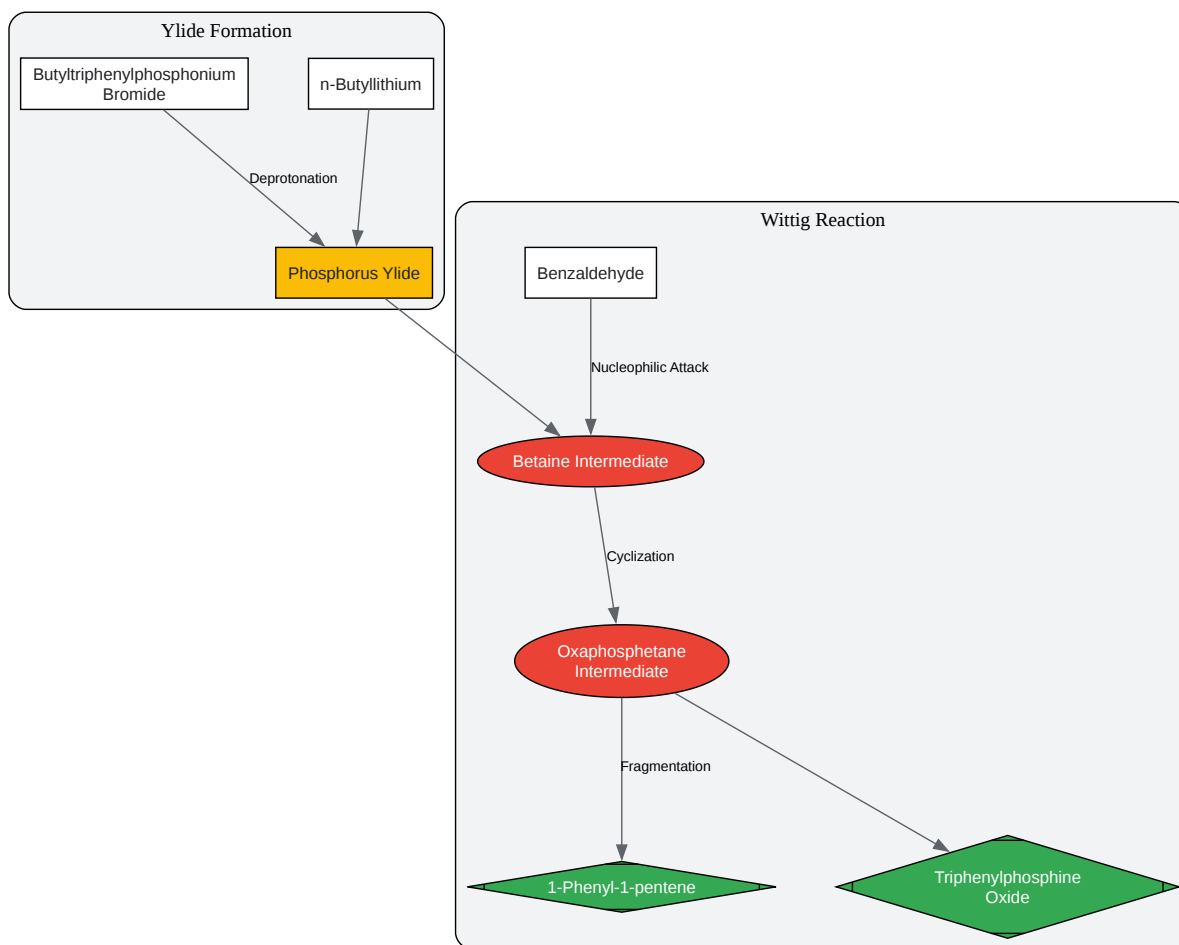 Ylide Formation
Butyltriphenylphosphonium
Bromide
n-Butyllithium
Deprotonation
Phosphorus Ylide
Wittig Reaction
Benzaldehyde
Nucleophilic Attack
Betaine Intermediate
Cyclization
Oxaphosphetane
Intermediate
Fragmentation
1-Phenyl-1-pentene
Triphenylphosphine
Oxide